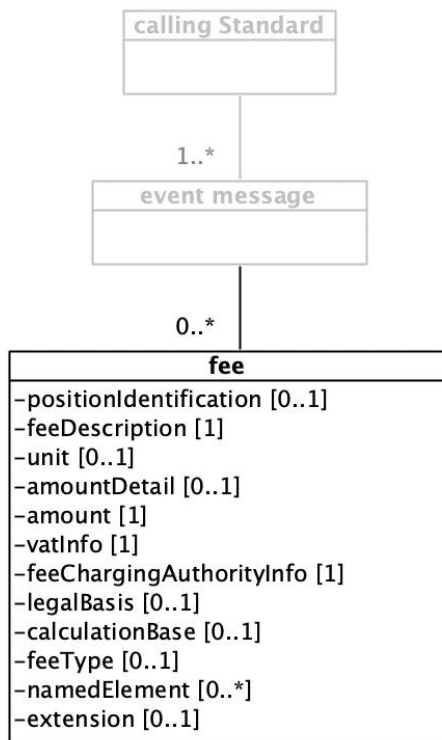 calling Standard
1..*
event message
0..*
fee
-positionIdentification [0..1]
-feeDescription [1]
-unit [0..1]
-amountDetail [0..1]
-amount [1]
-vatInfo [1]
-feeChargingAuthorityInfo [1]
-legalBasis [0..1]
-calculationBase [0..1]
-feeType [0..1]
-namedElement [0..*]
-extension [0..1]